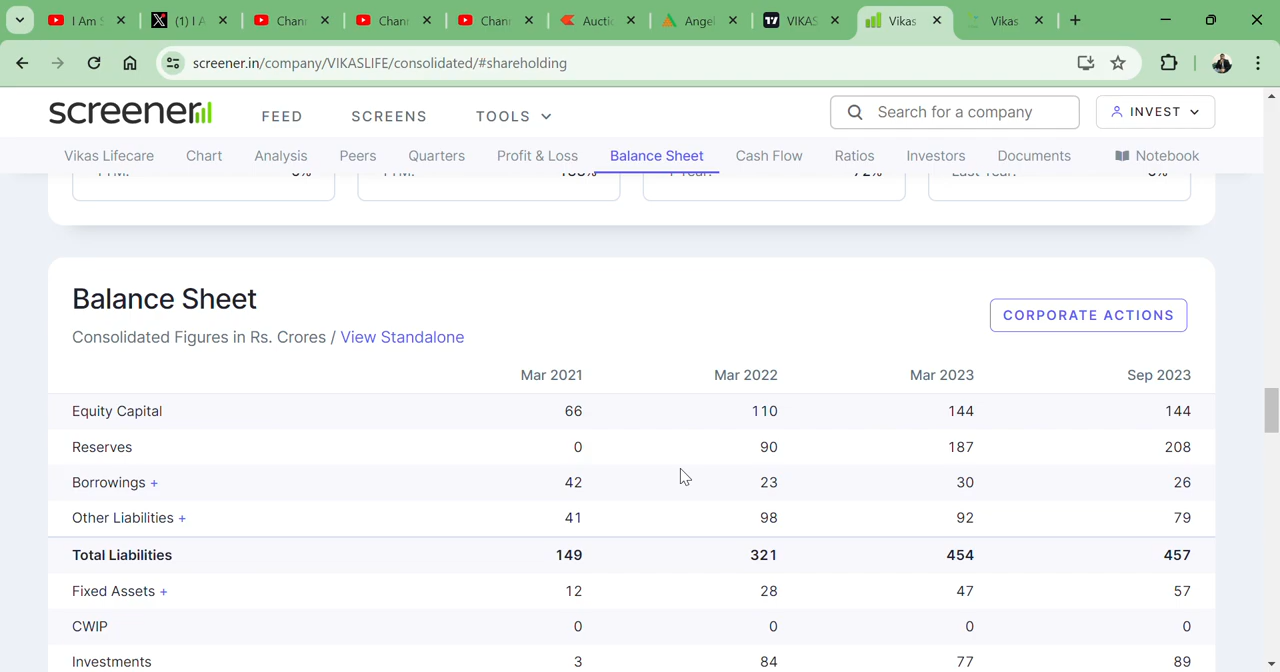 I Am
(1) I A
Chan
Chan
Chan
Aucti
Angel
VIKAS
Vikas
Vikas
screener.in/company/VIKASLIFE/consolidated/#shareholding
screener
FEED
SCREENS
TOOLS
Search for a company
INVEST
Vikas Lifecare
Chart
Analysis
Peers
Quarters
Profit & Loss
Balance Sheet
Cash Flow
Ratios
Investors
Documents
Notebook
Balance Sheet
CORPORATE ACTIONS
Consolidated Figures in Rs. Crores / View Standalone
Mar 2021 Mar 2022 Mar 2023 Sep 2023
Equity Capital 66 110 144 144
Reserves 0 90 187 208
Borrowings + 42 23 30 26
Other Liabilities + 41 98 92 79
Total Liabilities 149 321 454 457
Fixed Assets + 12 28 47 57
CWIP 0 0 0 0
Investments 3 84 77 89